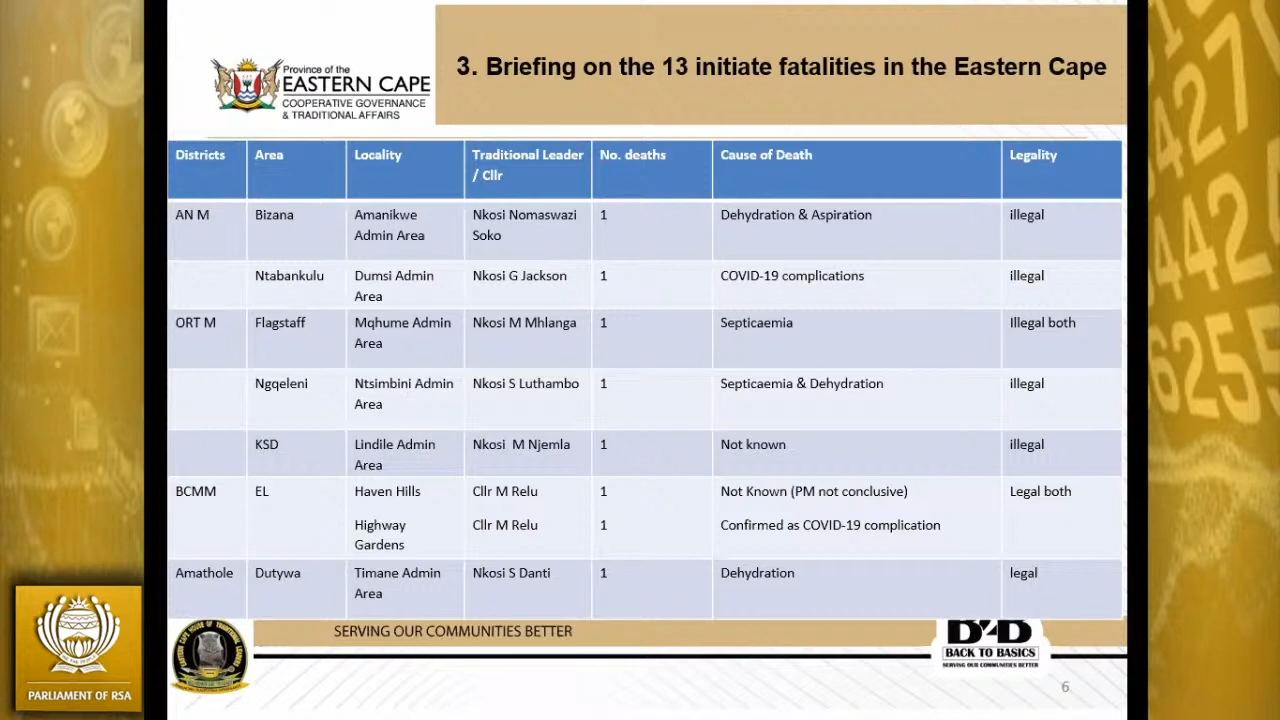 3. Briefing on the 13 initiate fatalities in the Eastern Cape
Province of the
EASTERN CAPE
COOPERATIVE GOVERNANCE
& TRADITIONAL AFFAIRS
Districts Area Locality Traditional Leader / Cllr No. deaths Cause of Death Legality
AN M Bizana Amanikwe Admin Area Nkosi Nomaswazi Soko 1 Dehydration & Aspiration illegal
Ntabankulu Dumsi Admin Area Nkosi G Jackson 1 COVID-19 complications illegal
ORT M Flagstaff Mqhume Admin Area Nkosi M Mhlanga 1 Septicaemia Illegal both
Ngqeleni Ntsimbini Admin Area Nkosi S Luthambo 1 Septicaemia & Dehydration illegal
KSD Lindile Admin Area Nkosi M Njemla 1 Not known illegal
BCMM EL Haven Hills Cllr M Relu 1 Not Known (PM not conclusive) Legal both
Highway Gardens Cllr M Relu 1 Confirmed as COVID-19 complication
Amathole Dutywa Timane Admin Area Nkosi S Danti 1 Dehydration legal
SERVING OUR COMMUNITIES BETTER
B2B
BACK TO BASICS
SERVING OUR COMMUNITIES BETTER
6
PARLIAMENT OF RSA